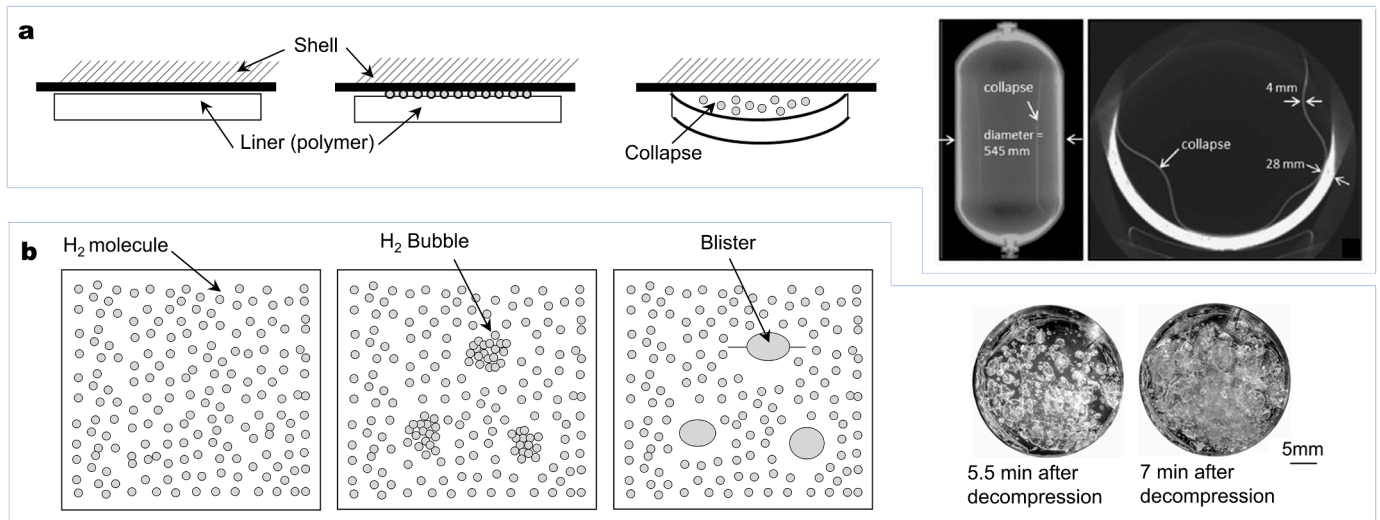 a
Shell
Liner (polymer)
Collapse
collapse
diameter =
545 mm
4 mm
collapse
28 mm
b
H2 molecule
H2 Bubble
Blister
5.5 min after
decompression
7 min after
decompression
5mm